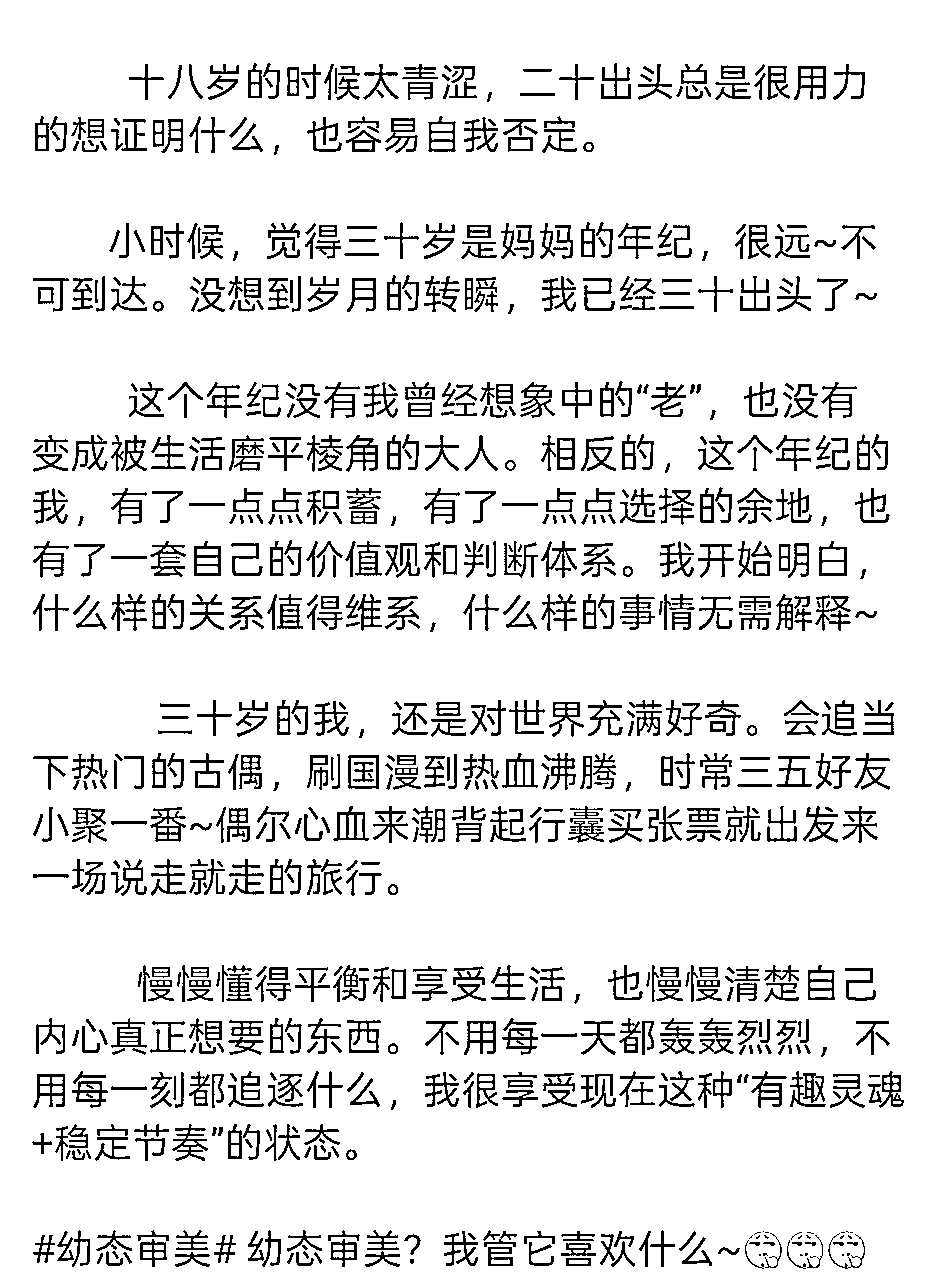 十八岁的时候太青涩，二十出头总是很用力
的想证明什么，也容易自我否定。
小时候，觉得三十岁是妈妈的年纪，很远~不
可到达。没想到岁月的转瞬，我已经三十出头了~
这个年纪没有我曾经想象中的“老”，也没有
变成被生活磨平棱角的大人。相反的，这个年纪的
我，有了一点点积蓄，有了一点点选择的余地，也
有了一套自己的价值观和判断体系。我开始明白，
什么样的关系值得维系，什么样的事情无需解释~
三十岁的我，还是对世界充满好奇。会追当
下热门的古偶，刷国漫到热血沸腾，时常三五好友
小聚一番~偶尔心血来潮背起行囊买张票就出发来
一场说走就走的旅行。
慢慢懂得平衡和享受生活，也慢慢清楚自己
内心真正想要的东西。不用每一天都轰轰烈烈，不
用每一刻都追逐什么，我很享受现在这种“有趣灵魂
+稳定节奏”的状态。
#幼态审美# 幼态审美？我管它喜欢什么~